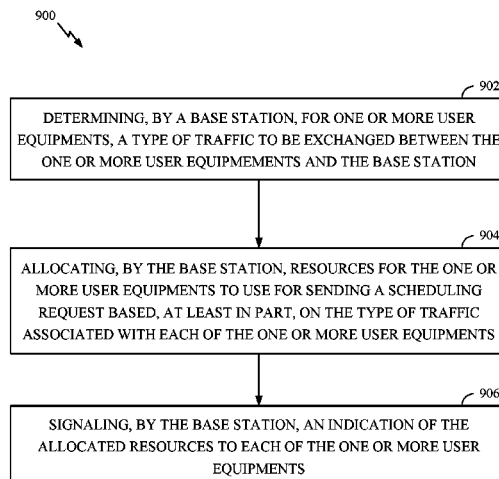 900
902
DETERMINING, BY A BASE STATION, FOR ONE OR MORE USER
EQUIPMENTS, A TYPE OF TRAFFIC TO BE EXCHANGED BETWEEN THE
ONE OR MORE USER EQUIPMEMENTS AND THE BASE STATION
904
ALLOCATING, BY THE BASE STATION, RESOURCES FOR THE ONE OR
MORE USER EQUIPMENTS TO USE FOR SENDING A SCHEDULING
REQUEST BASED, AT LEAST IN PART, ON THE TYPE OF TRAFFIC
ASSOCIATED WITH EACH OF THE ONE OR MORE USER EQUIPMENTS
906
SIGNALING, BY THE BASE STATION, AN INDICATION OF THE
ALLOCATED RESOURCES TO EACH OF THE ONE OR MORE USER
EQUIPMENTS